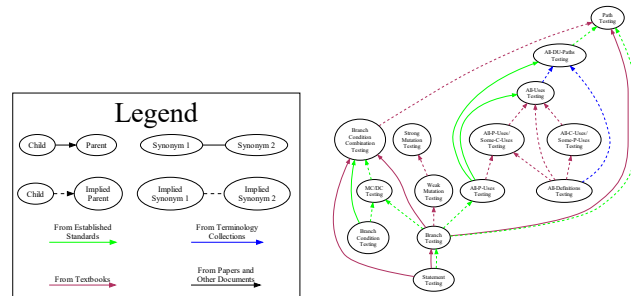 Legend
Child
Parent
Synonym 1
Synonym 2
Child
Implied
Parent
Implied
Synonym 1
Implied
Synonym 2
From Established
Standards
From Terminology
Collections
From Textbooks
From Papers and
Other Documents
Path
Testing
All-DU-Paths
Testing
All-Uses
Testing
Branch
Condition
Combination
Testing
Strong
Mutation
Testing
All-P-Uses/
Some-C-Uses
Testing
All-C-Uses/
Some-P-Uses
Testing
MC/DC
Testing
Weak
Mutation
Testing
All-P-Uses
Testing
All-Definitions
Testing
Branch
Condition
Testing
Branch
Testing
Statement
Testing